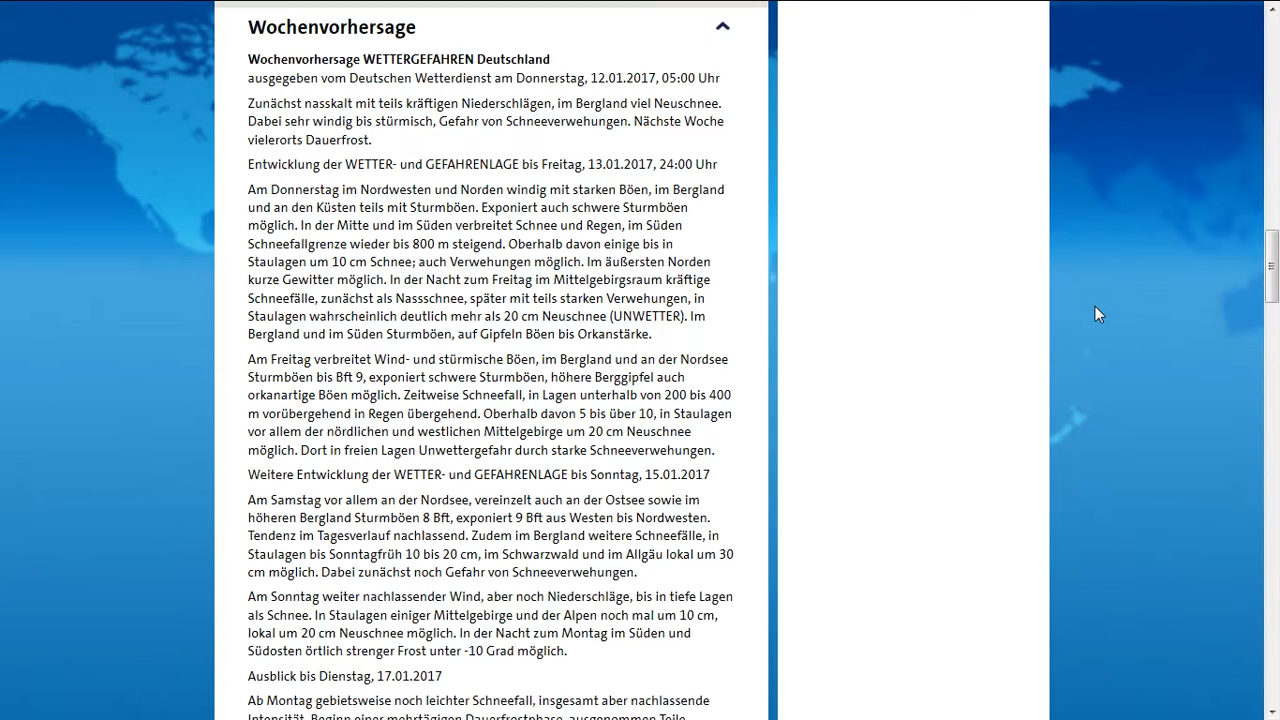 Wochenvorhersage
Wochenvorhersage WETTERGEFAHREN Deutschland
ausgegeben vom Deutschen Wetterdienst am Donnerstag, 12.01.2017, 05:00 Uhr
Zunächst nasskalt mit teils kräftigen Niederschlägen, im Bergland viel Neuschnee.
Dabei sehr windig bis stürmisch, Gefahr von Schneeverwehungen. Nächste Woche
vielerorts Dauerfrost.
Entwicklung der WETTER- und GEFAHRENLAGE bis Freitag, 13.01.2017, 24:00 Uhr
Am Donnerstag im Nordwesten und Norden windig mit starken Böen, im Bergland
und an den Küsten teils mit Sturmböen. Exponiert auch schwere Sturmböen
möglich. In der Mitte und im Süden verbreitet Schnee und Regen, im Süden
Schneefallgrenze wieder bis 800 m steigend. Oberhalb davon einige bis in
Staulagen um 10 cm Schnee; auch Verwehungen möglich. Im äußersten Norden
kurze Gewitter möglich. In der Nacht zum Freitag im Mittelgebirgsraum kräftige
Schneefälle, zunächst als Nassschnee, später mit teils starken Verwehungen, in
Staulagen wahrscheinlich deutlich mehr als 20 cm Neuschnee (UNWETTER). Im
Bergland und im Süden Sturmböen, auf Gipfeln Böen bis Orkanstärke.
Am Freitag verbreitet Wind- und stürmische Böen, im Bergland und an der Nordsee
Sturmböen bis Bft 9, exponiert schwere Sturmböen, höhere Berggipfel auch
orkanartige Böen möglich. Zeitweise Schneefall, in Lagen unterhalb von 200 bis 400
m vorübergehend in Regen übergehend. Oberhalb davon 5 bis über 10, in Staulagen
vor allem der nördlichen und westlichen Mittelgebirge um 20 cm Neuschnee
möglich. Dort in freien Lagen Unwettergefahr durch starke Schneeverwehungen.
Weitere Entwicklung der WETTER- und GEFAHRENLAGE bis Sonntag, 15.01.2017
Am Samstag vor allem an der Nordsee, vereinzelt auch an der Ostsee sowie im
höheren Bergland Sturmböen 8 Bft, exponiert 9 Bft aus Westen bis Nordwesten.
Tendenz im Tagesverlauf nachlassend. Zudem im Bergland weitere Schneefälle, in
Staulagen bis Sonntagfrüh 10 bis 20 cm, im Schwarzwald und im Allgäu lokal um 30
cm möglich. Dabei zunächst noch Gefahr von Schneeverwehungen.
Am Sonntag weiter nachlassender Wind, aber noch Niederschläge, bis in tiefe Lagen
als Schnee. In Staulagen einiger Mittelgebirge und der Alpen noch mal um 10 cm,
lokal um 20 cm Neuschnee möglich. In der Nacht zum Montag im Süden und
Südosten örtlich strenger Frost unter -10 Grad möglich.
Ausblick bis Dienstag, 17.01.2017
Ab Montag gebietsweise noch leichter Schneefall, insgesamt aber nachlassende
Intensität. Beginn einer mehrtägigen Dauerfrostphase, ausgenommen Teile